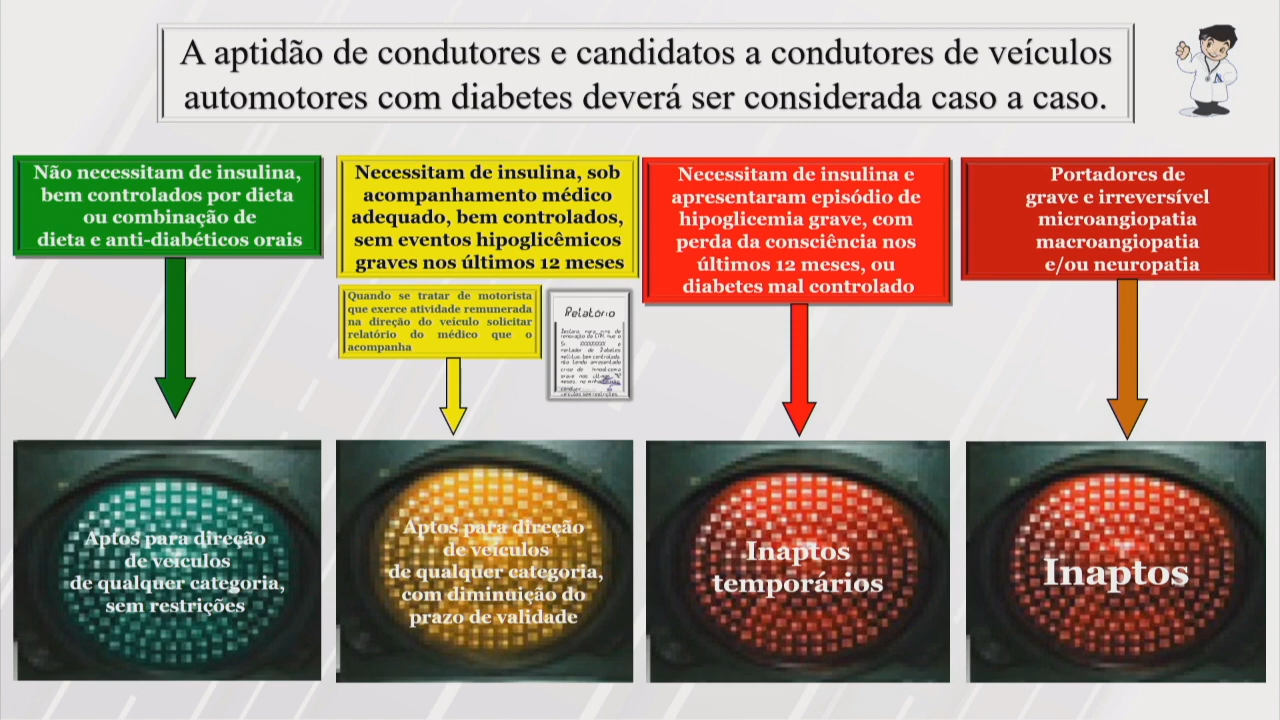 A aptidão de condutores e candidatos a condutores de veículos
automotores com diabetes deverá ser considerada caso a caso.
Não necessitam de insulina,
bem controlados por dieta
ou combinação de
dieta e anti-diabéticos orais
Necessitam de insulina, sob
acompanhamento médico
adequado, bem controlados,
sem eventos hipoglicêmicos
graves nos últimos 12 meses
Quando se tratar de motorista
que exerce atividade remunerada
na direção do veículo solicitar
relatório do médico que o
acompanha
Relatório
Necessitam de insulina e
apresentaram episódio de
hipoglicemia grave, com
perda da consciência nos
últimos 12 meses, ou
diabetes mal controlado
Portadores de
grave e irreversível
microangiopatia
macroangiopatia
e/ou neuropatia
Aptos para direção
de veículos
de qualquer categoria,
sem restrições
Aptos para direção
de veículos
de qualquer categoria,
com diminuição do
prazo de validade
Inaptos
temporários
Inaptos